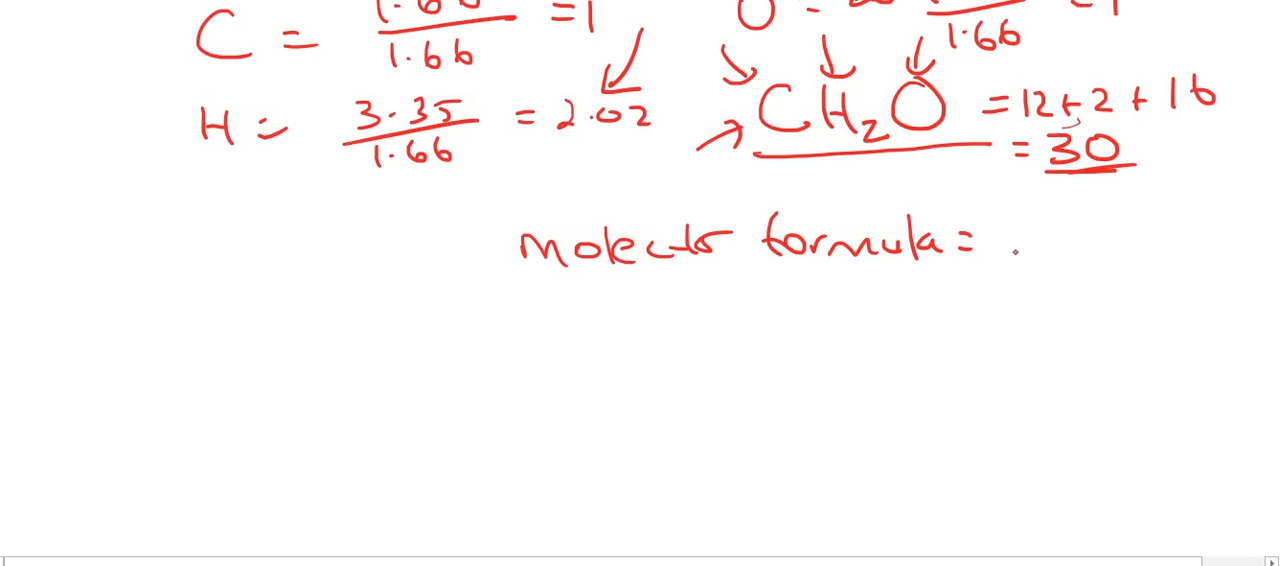 C = 1.66 / 1.66 = 1
O = 1.66
H = 3.35 / 1.66 = 2.02
CH₂O = 12 + 2 + 16
= 30
molecular formula =